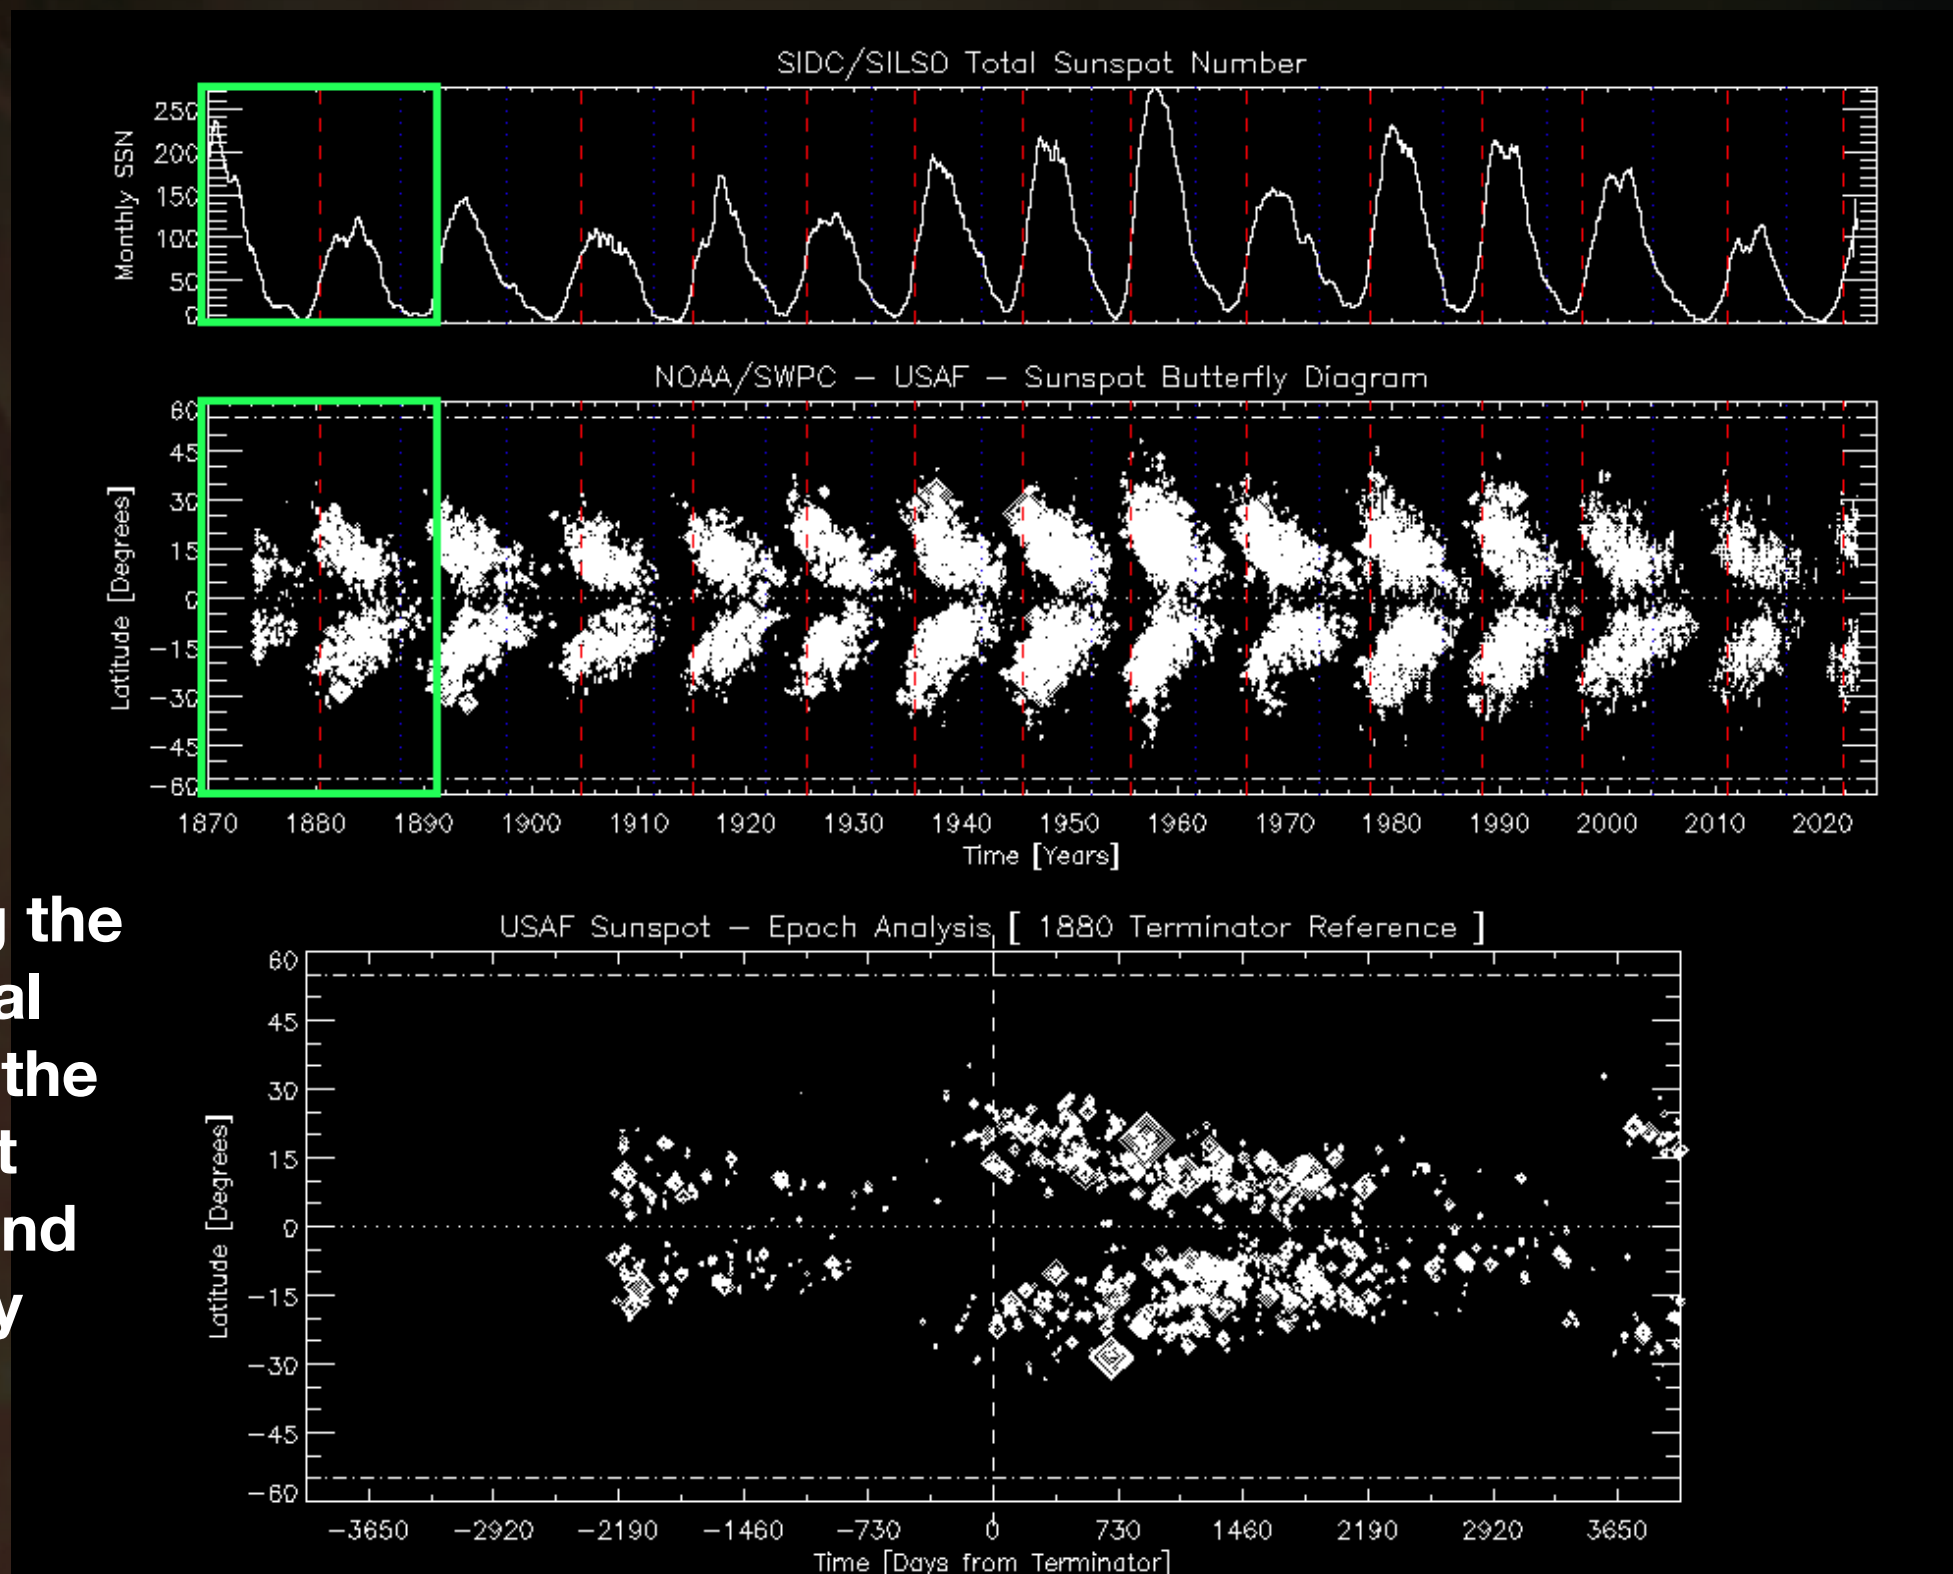 SIDC/SILSO Total Sunspot Number
Monthly SSN
250
200
150
100
50
0
NOAA/SWPC – USAF – Sunspot Butterfly Diagram
Latitude [Degrees]
60
45
30
15
0
−15
−30
−45
−60
1870 1880 1890 1900 1910 1920 1930 1940 1950 1960 1970 1980 1990 2000 2010 2020
Time [Years]
g the
al
the
t
nd
y
USAF Sunspot – Epoch Analysis [ 1880 Terminator Reference ]
Latitude [Degrees]
60
45
30
15
0
−15
−30
−45
−60
−3650 −2920 −2190 −1460 −730 0 730 1460 2190 2920 3650
Time [Days from Terminator]